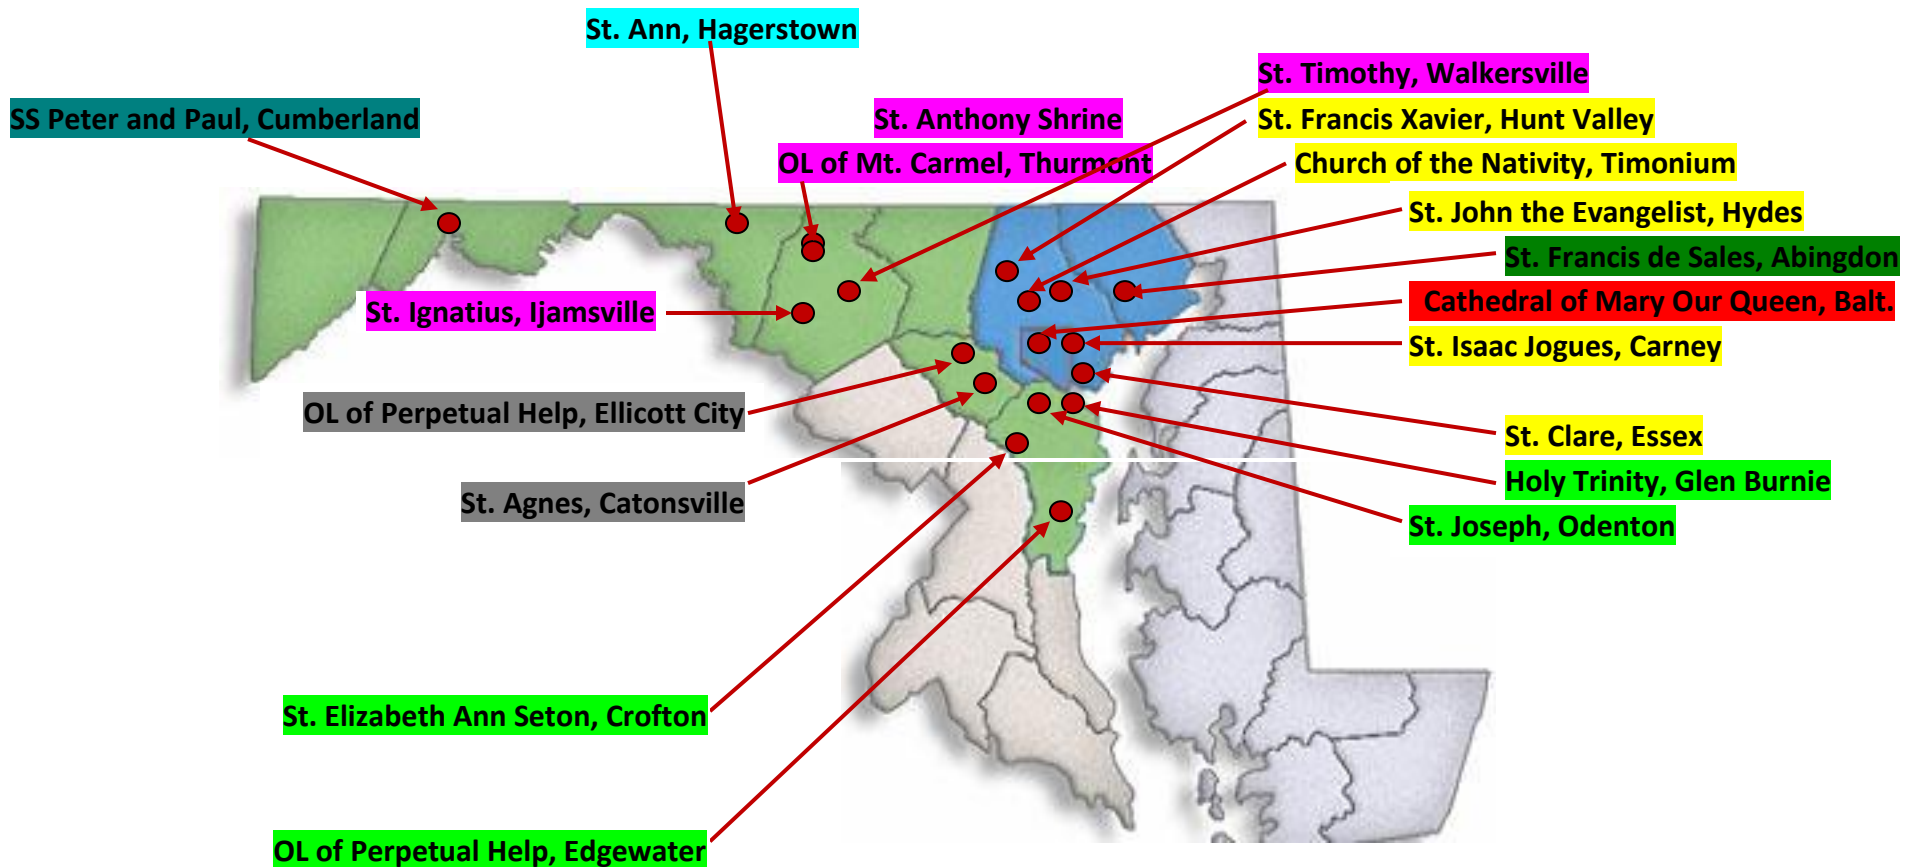 St. Ann, Hagerstown
St. Timothy, Walkersville
SS Peter and Paul, Cumberland
St. Anthony Shrine
St. Francis Xavier, Hunt Valley
OL of Mt. Carmel, Thurmont
Church of the Nativity, Timonium
St. John the Evangelist, Hydes
St. Francis de Sales, Abingdon
Cathedral of Mary Our Queen, Balt.
St. Ignatius, Ijamsville
St. Isaac Jogues, Carney
OL of Perpetual Help, Ellicott City
St. Clare, Essex
Holy Trinity, Glen Burnie
St. Agnes, Catonsville
St. Joseph, Odenton
St. Elizabeth Ann Seton, Crofton
OL of Perpetual Help, Edgewater